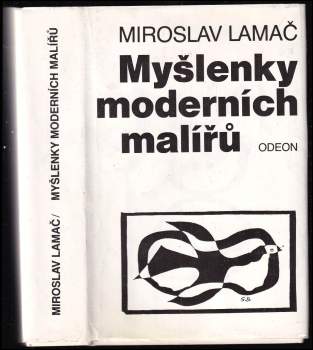 MIROSLAV LAMAČ
Myšlenky
moderních
malířů
ODEON
MIROSLAV LAMAČ/ MYŠLENKY MODERNÍCH MALÍŘŮ